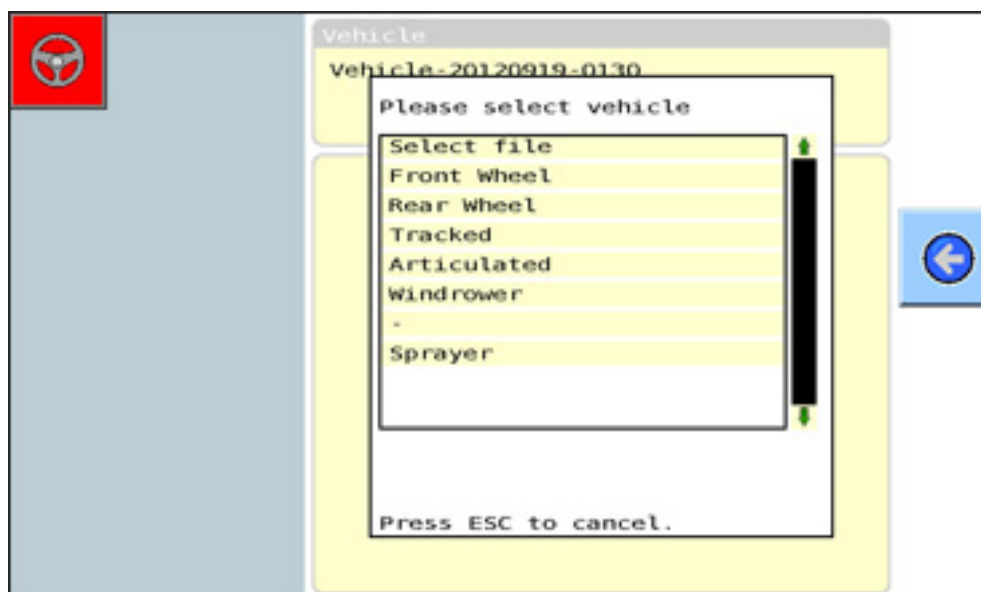 Vehicle
Vehicle-20120919-0130
Please select vehicle
Select file
Front Wheel
Rear Wheel
Tracked
Articulated
Windrower
-
Sprayer
Press ESC to cancel.